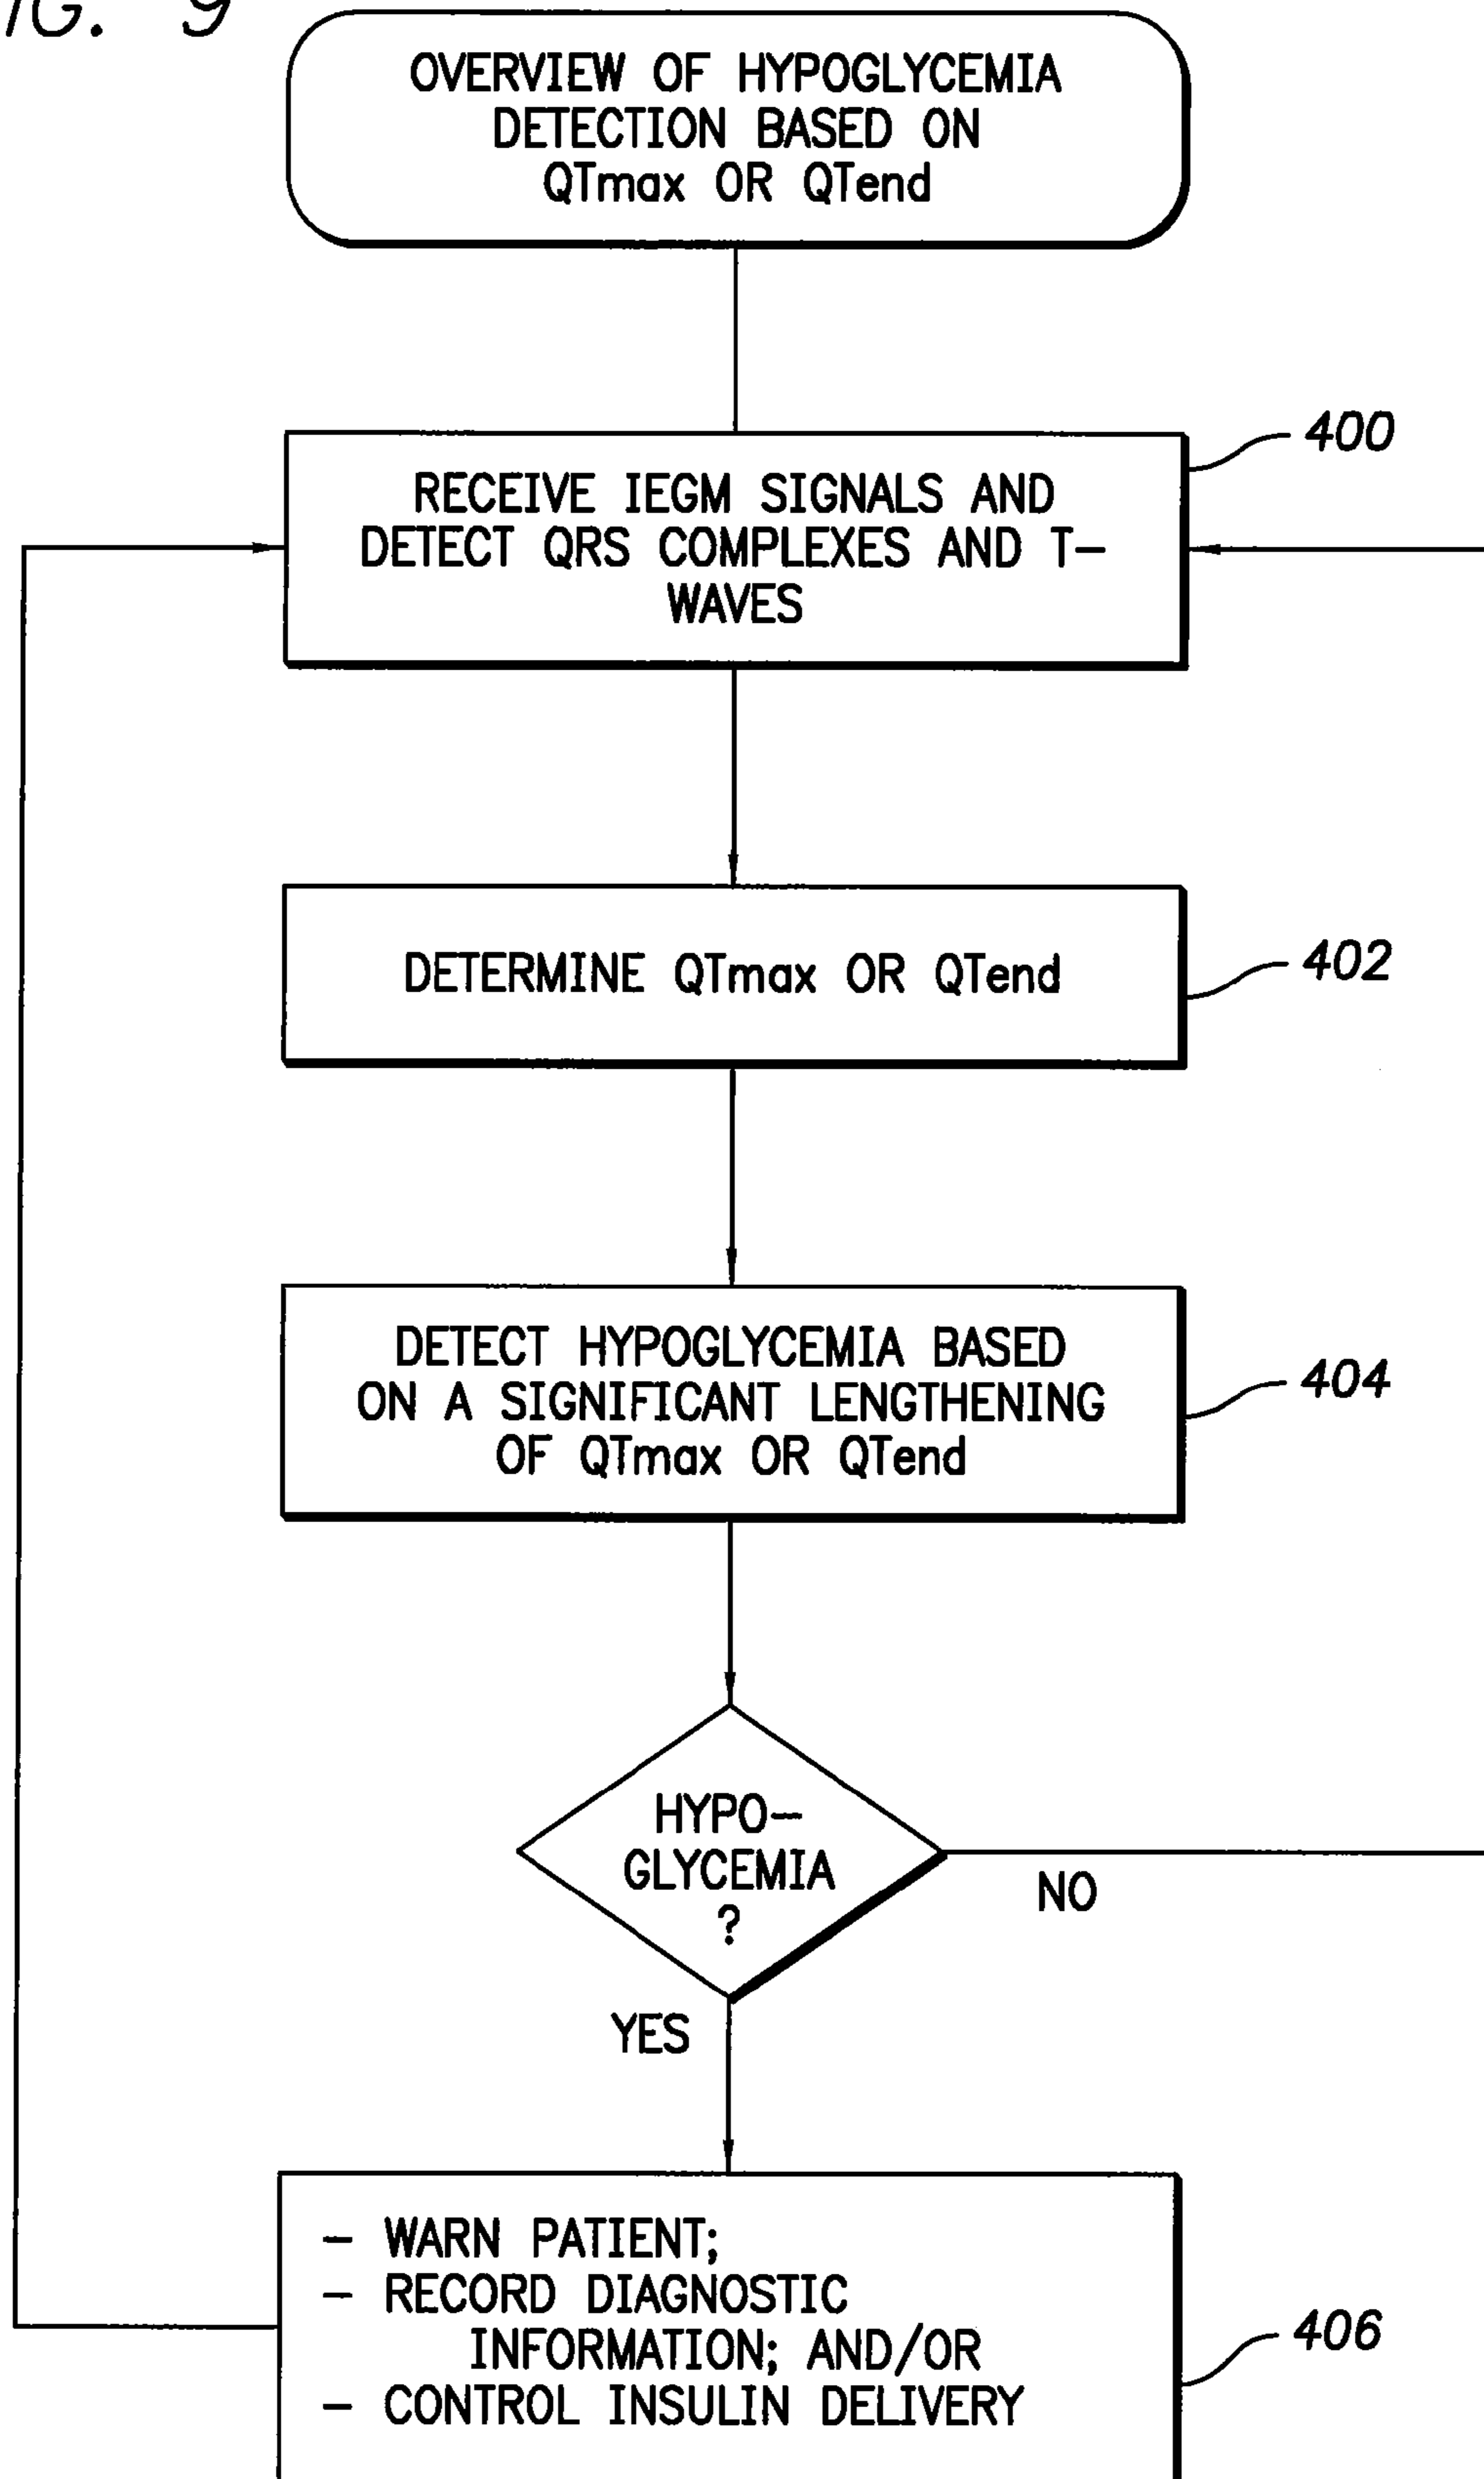 FIG. 9
OVERVIEW OF HYPOGLYCEMIA
DETECTION BASED ON
QTmax OR QTend
400
RECEIVE IEGM SIGNALS AND
DETECT QRS COMPLEXES AND T–
WAVES
DETERMINE QTmax OR QTend
402
DETECT HYPOGLYCEMIA BASED
ON A SIGNIFICANT LENGTHENING
OF QTmax OR QTend
404
HYPO–
GLYCEMIA
?
NO
YES
– WARN PATIENT;
– RECORD DIAGNOSTIC
INFORMATION; AND/OR
– CONTROL INSULIN DELIVERY
406